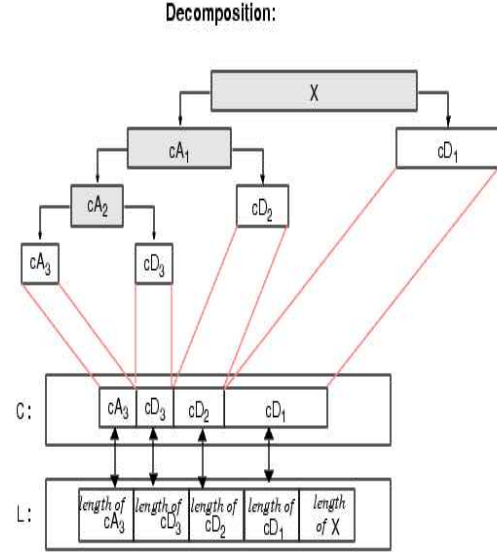 Decomposition:
X
cA₁ cD₁
cA₂ cD₂
cA₃ cD₃
C: cA₃ cD₃ cD₂ cD₁
L: length of cA₃ length of cD₃ length of cD₂ length of cD₁ length of X